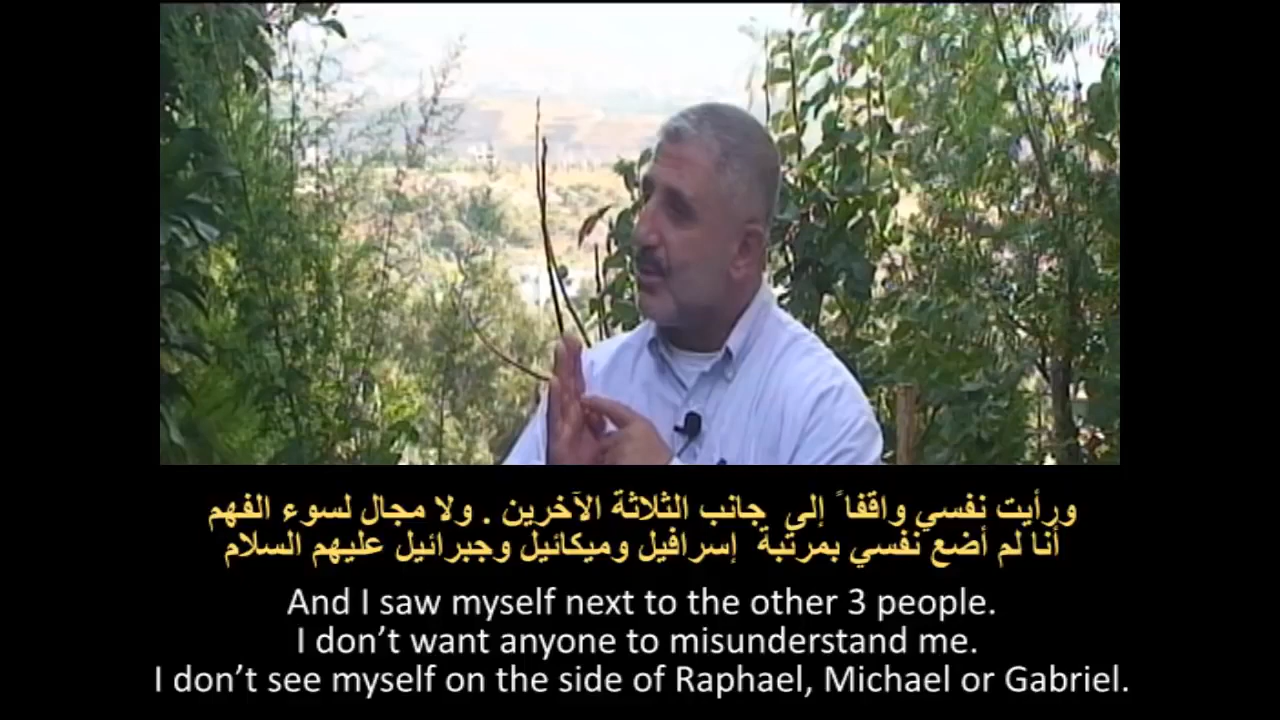 ورأيت نفسي واقفاً إلى جانب الثلاثة الآخرين . ولا مجال لسوء الفهم
أنا لم أضع نفسي بمرتبة إسرافيل وميكائيل وجبرائيل عليهم السلام
And I saw myself next to the other 3 people.
I don’t want anyone to misunderstand me.
I don’t see myself on the side of Raphael, Michael or Gabriel.